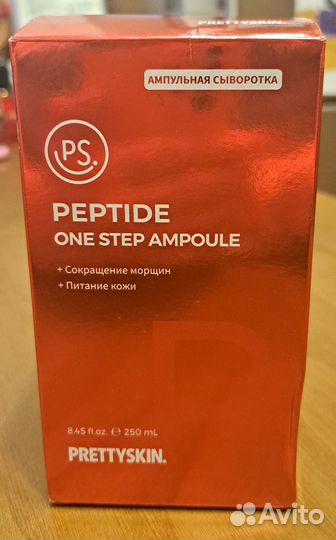 PRETTYSKIN
АМПУЛЬНАЯ СЫВОРОТКА
PS.
PEPTIDE
ONE STEP AMPOULE
+ Сокращение морщин
+ Питание кожи
8.45 fl.oz. ℮ 250 mL
PRETTYSKIN.
Avito